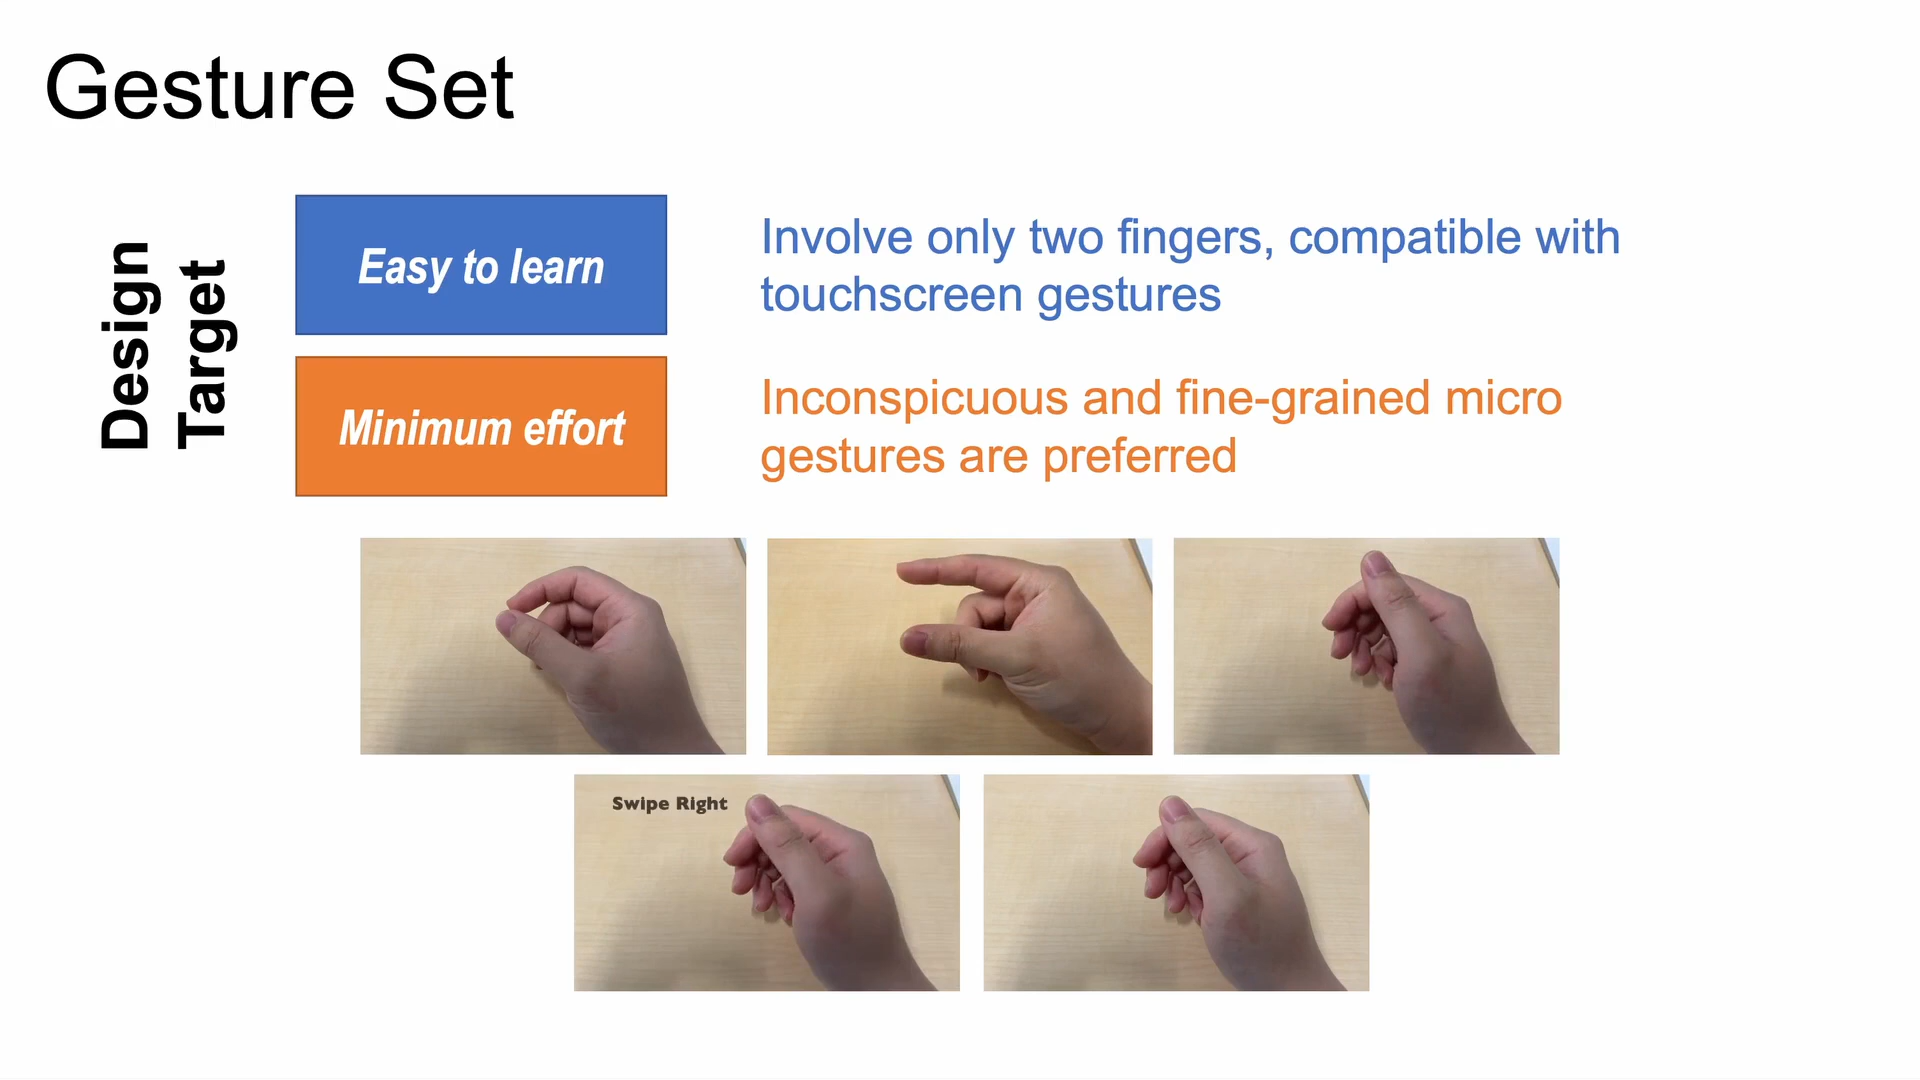 Gesture Set
Design
Target
Easy to learn
Involve only two fingers, compatible with
touchscreen gestures
Minimum effort
Inconspicuous and fine-grained micro
gestures are preferred
Swipe Right